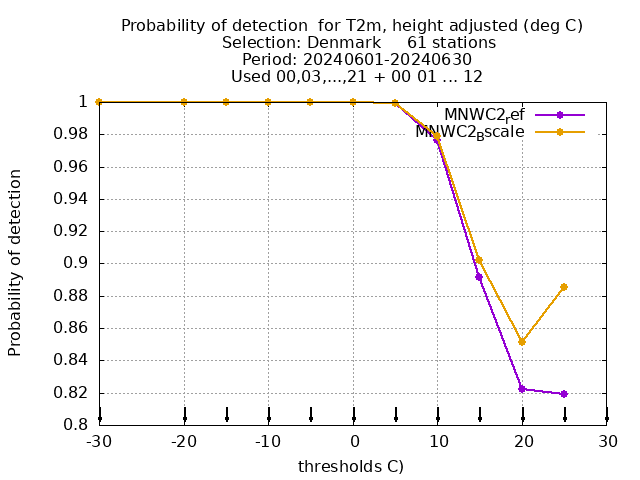 Probability of detection  for T2m, height adjusted (deg C)
Selection: Denmark     61 stations
Period: 20240601-20240630
Used 00,03,...,21 + 00 01 ... 12
MNWC2ref
MNWC2Bscale
1
0.98
0.96
0.94
0.92
0.9
0.88
0.86
0.84
0.82
0.8
Probability of detection
-30 -20 -10 0 10 20 30
thresholds C)